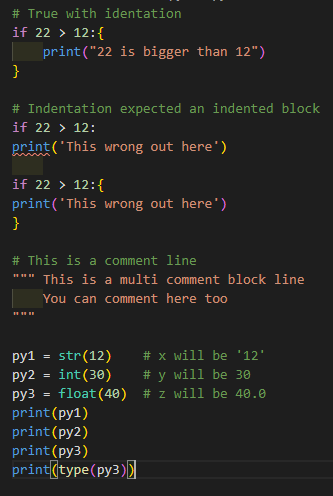 # True with identation
if 22 > 12:{
    print("22 is bigger than 12")
}
# Indentation expected an indented block
if 22 > 12:
print('This wrong out here')
if 22 > 12:{
print('This wrong out here')
}
# This is a comment line
""" This is a multi comment block line
    You can comment here too
"""
py1 = str(12)    # x will be '12'
py2 = int(30)    # y will be 30
py3 = float(40)  # z will be 40.0
print(py1)
print(py2)
print(py3)
print(type(py3))